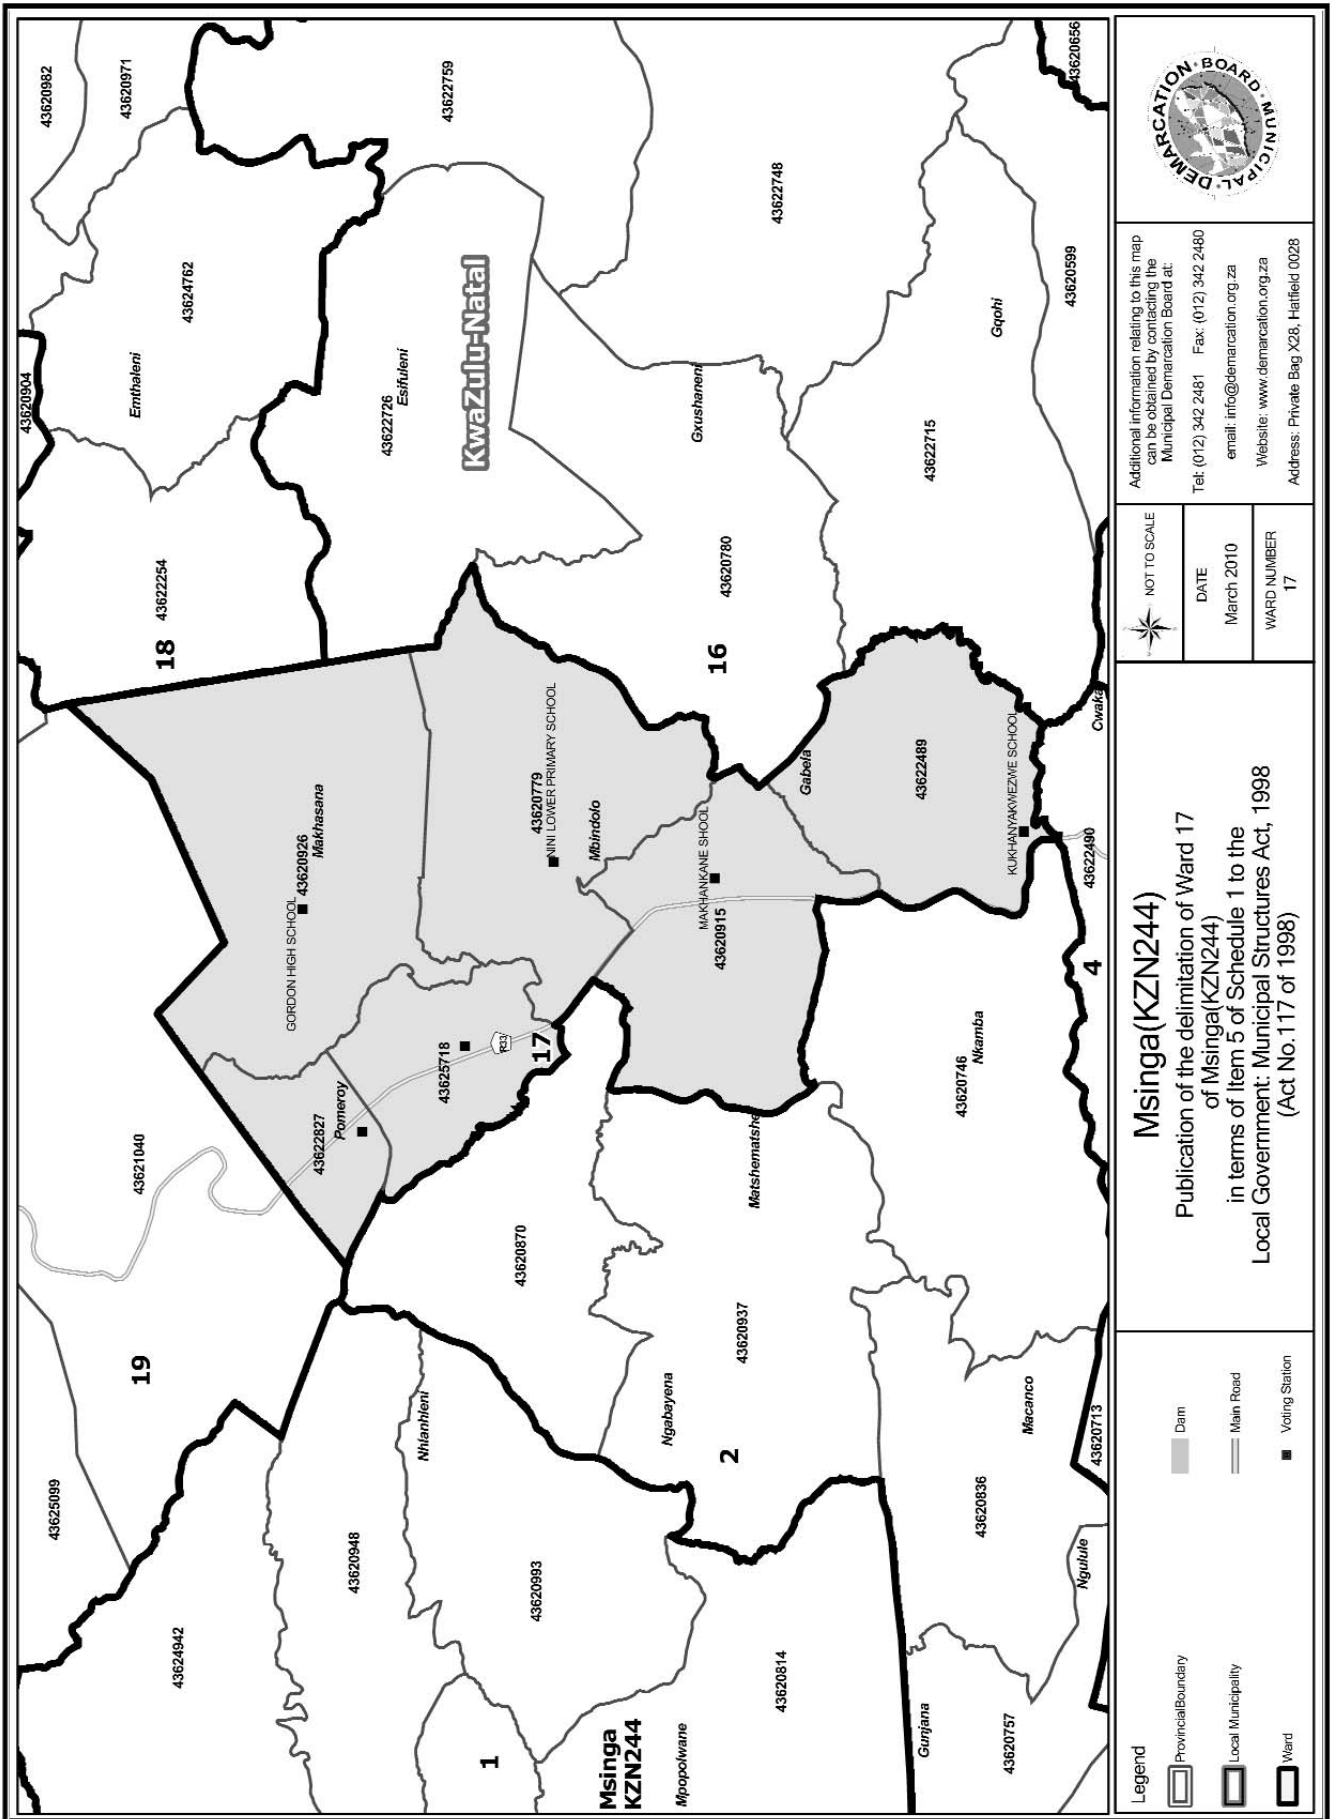 43620982
43620971
43622759
43620656
43624762
Emthaleni
43620904
43622254
18
43622726
Esifuleni
KwaZulu-Natal
43622748
Gxushaneni
43620780
16
43622715
Gqohi
43620599
Cwaka
43625099
19
43621040
43624942
43620948
Nhlanhleni
43620993
1
Msinga
KZN244
Mpopolwane
43620814
GORDON HIGH SCHOOL
43620926
Makhasana
43620779
NINI LOWER PRIMARY SCHOOL
Mbindolo
43622827
Pomeroy
43625718
R33
17
MAKHANKANE SHOOL
43620915
Gabela
43622489
KUKHANYAKWEZWE SCHOOL
43622490
4
43620870
Matshematshe
43620937
Ngabayena
2
43620746
Nkamba
Macanco
43620713
43620836
Ngulule
Gunjana
43620757
Legend
ProvincialBoundary
Local Municipality
Ward
Dam
Main Road
Voting Station
Msinga(KZN244)
Publication of the delimitation of Ward 17
of Msinga(KZN244)
in terms of Item 5 of Schedule 1 to the
Local Government: Municipal Structures Act, 1998
(Act No.117 of 1998)
NOT TO SCALE
DATE
March 2010
WARD NUMBER
17
Additional information relating to this map
can be obtained by contacting the
Municipal Demarcation Board at:
Tel: (012) 342 2481 Fax: (012) 342 2480
email: info@demarcation.org.za
Website: www.demarcation.org.za
Address: Private Bag X28, Hatfield 0028
MUNICIPAL DEMARCATION BOARD